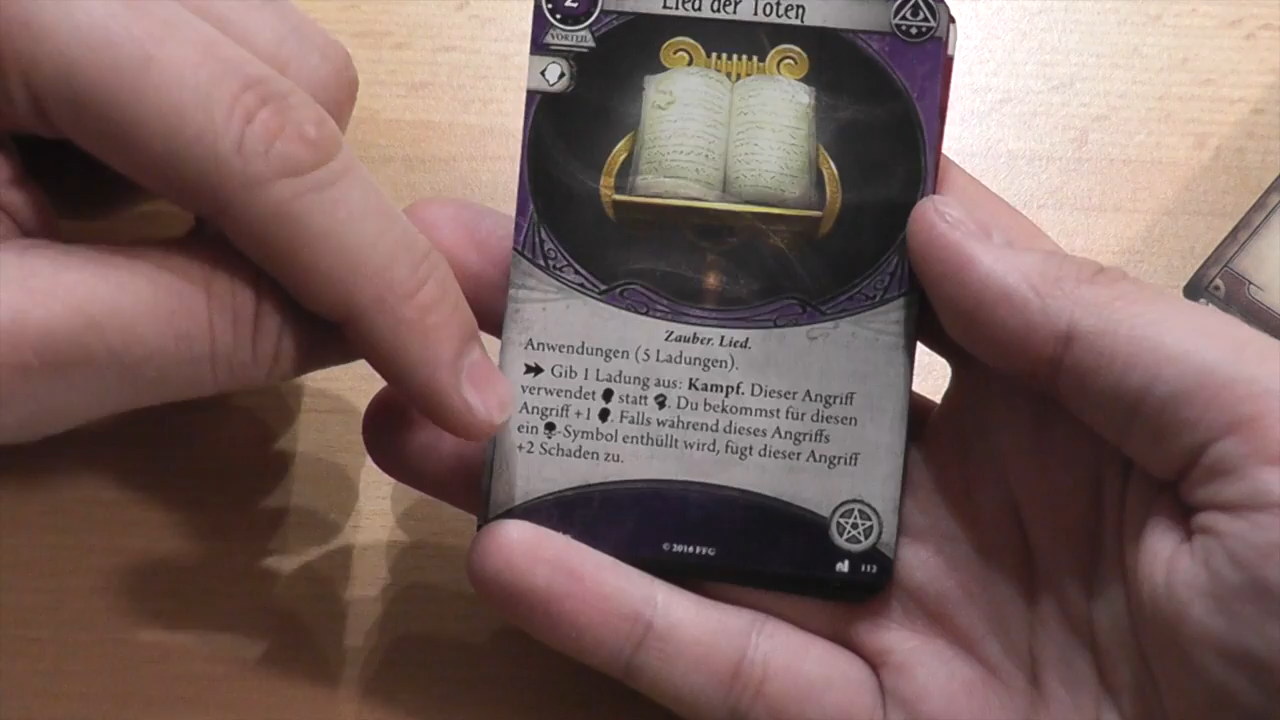 2
Lied der Toten
VORTEIL
Zauber. Lied.
Anwendungen (5 Ladungen).
Gib 1 Ladung aus: Kampf. Dieser Angriff
verwendet statt . Du bekommst für diesen
Angriff +1 . Falls während dieses Angriffs
ein -Symbol enthüllt wird, fügt dieser Angriff
+2 Schaden zu.
© 2016 FFG
112